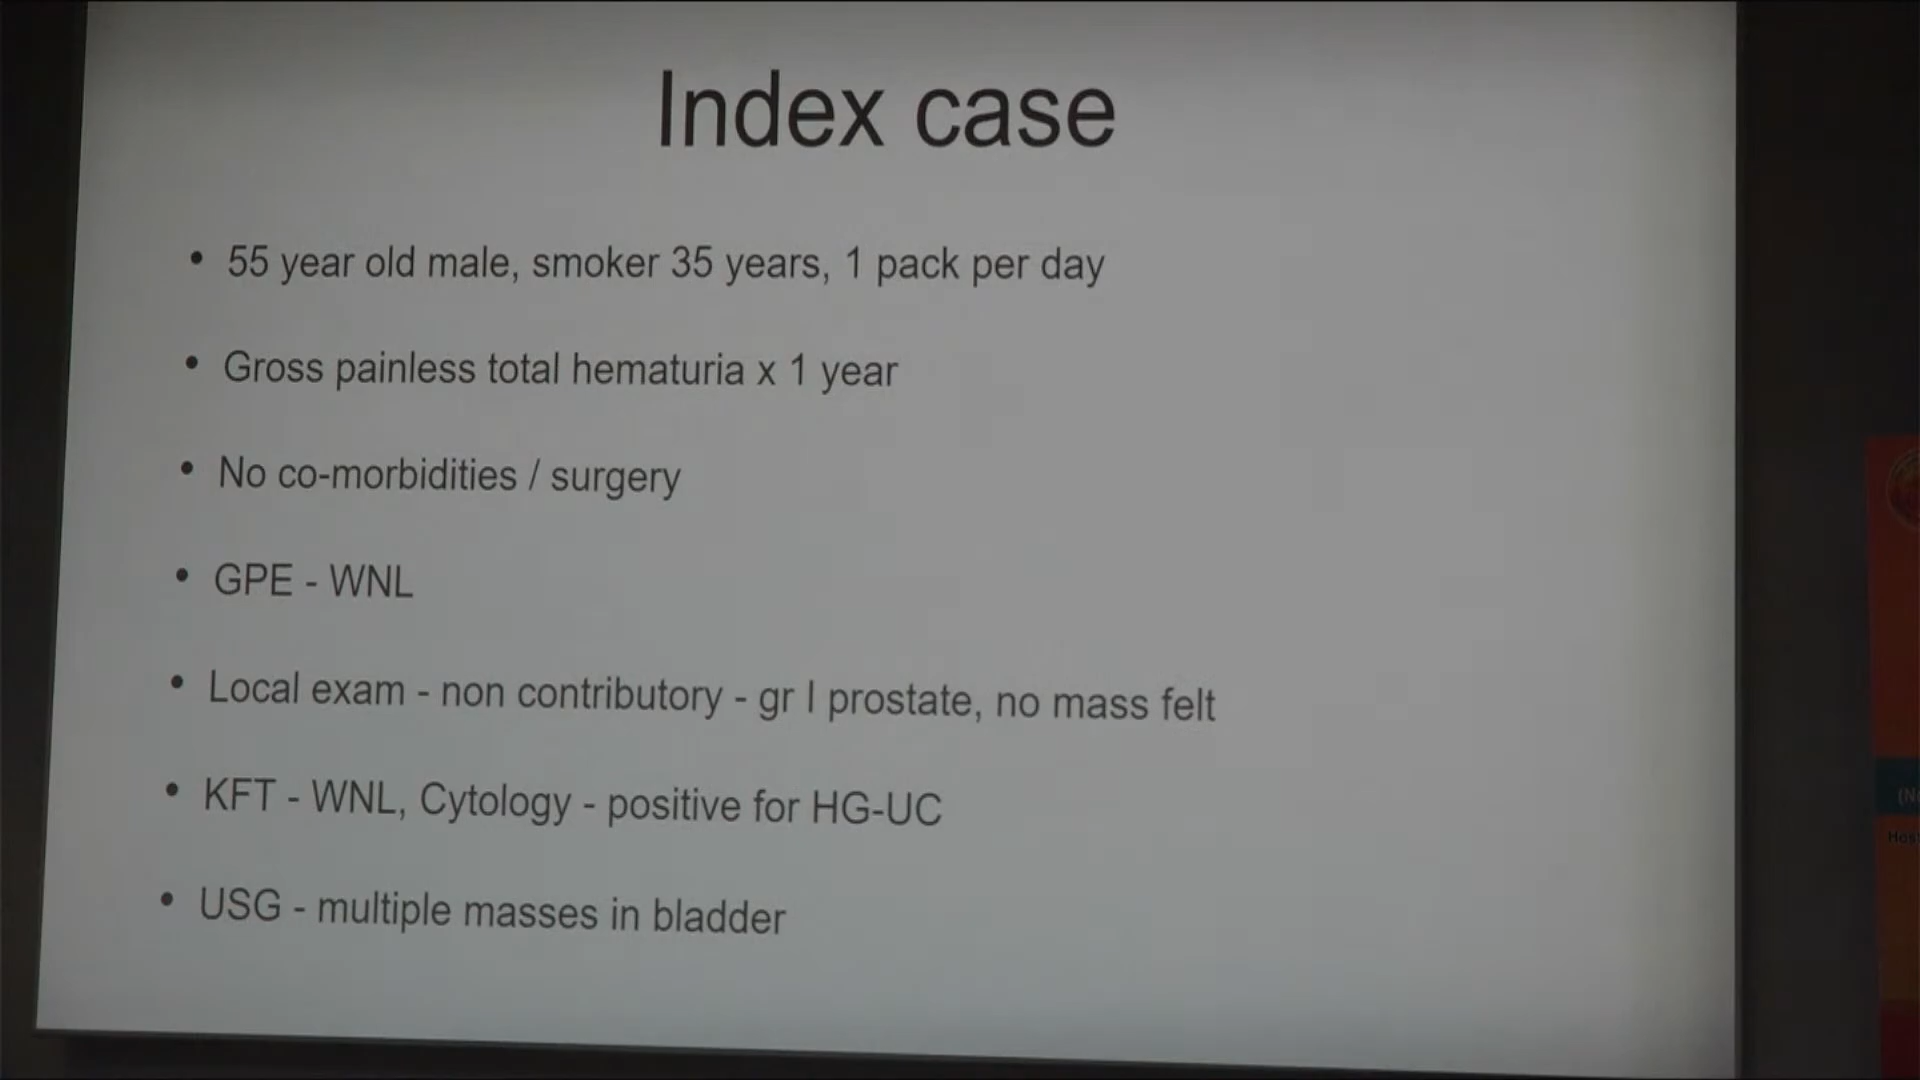 Index case
• 55 year old male, smoker 35 years, 1 pack per day
• Gross painless total hematuria x 1 year
• No co-morbidities / surgery
• GPE - WNL
• Local exam - non contributory - gr I prostate, no mass felt
• KFT - WNL, Cytology - positive for HG-UC
• USG - multiple masses in bladder